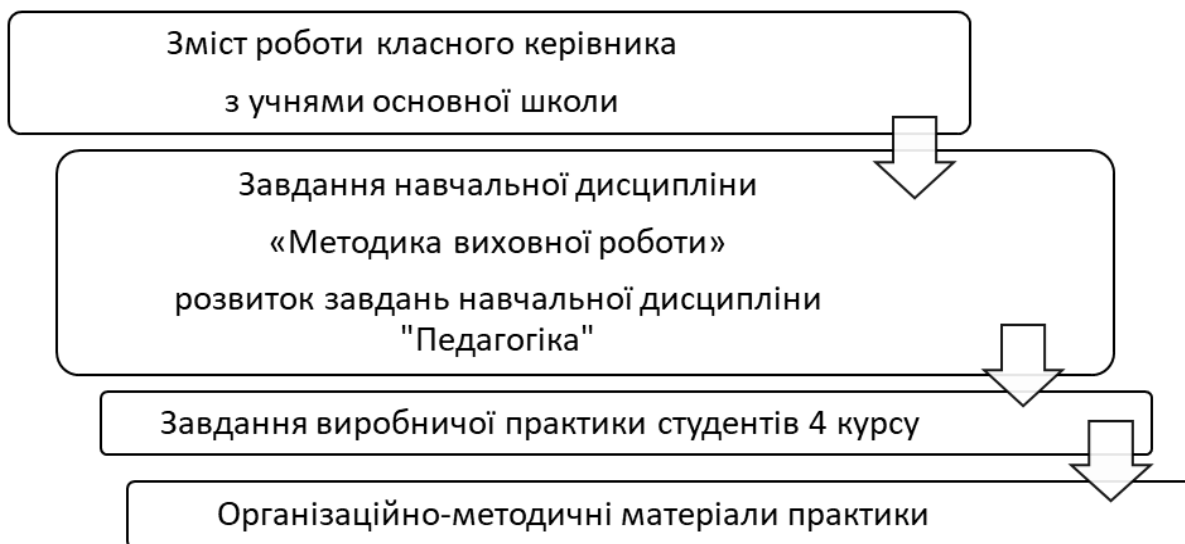 Зміст роботи класного керівника
з учнями основної школи
Завдання навчальної дисципліни
«Методика виховної роботи»
розвиток завдань навчальної дисципліни
"Педагогіка"
Завдання виробничої практики студентів 4 курсу
Організаційно-методичні матеріали практики